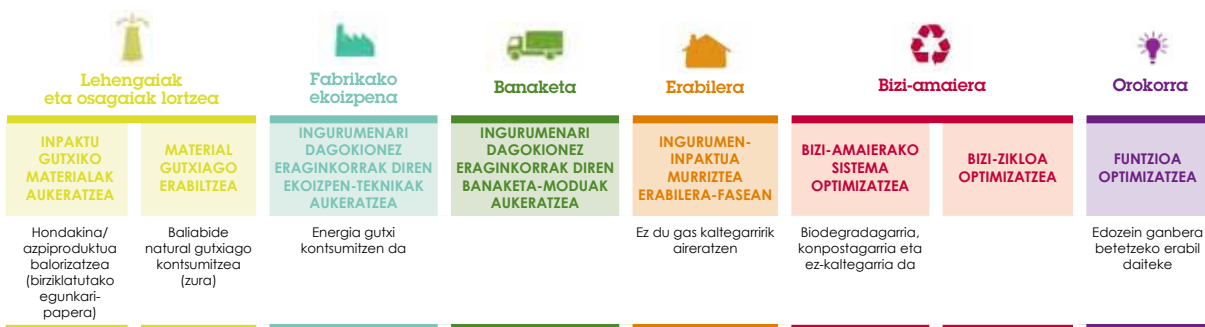 Lehengaiak
eta osagaiak lortzea
Fabrikako
ekoizpena
Banaketa
Erabilera
Bizi-amaiera
Orokorra
INPAKTU
GUTXIKO
MATERIALAK
AUKERATZEA
MATERIAL
GUTXIAGO
ERABILTZEA
INGURUMENARI
DAGOKIONEZ
ERAGINKORRAK DIREN
EKOIZPEN-TEKNIKAK
AUKERATZEA
INGURUMENARI
DAGOKIONEZ
ERAGINKORRAK DIREN
BANAKETA-MODUAK
AUKERATZEA
INGURUMEN-
INPAKTUA
MURRIZTEA
ERABILERA-FASEAN
BIZI-AMAIERAKO
SISTEMA
OPTIMIZATZEA
BIZI-ZIKLOA
OPTIMIZATZEA
FUNTZIOA
OPTIMIZATZEA
Hondakina/
azpiproduktua
balorizatzea
(birziklatutako
egunkari-
papera)
Baliabide
natural gutxiago
kontsumitzea
(zura)
Energia gutxi
kontsumitzen da
Ez du gas kaltegarririk
aireratzen
Biodegradagarria,
konpostagarria eta
ez-kaltegarria da
Edozein ganbera
betetzeko erabil
daiteke